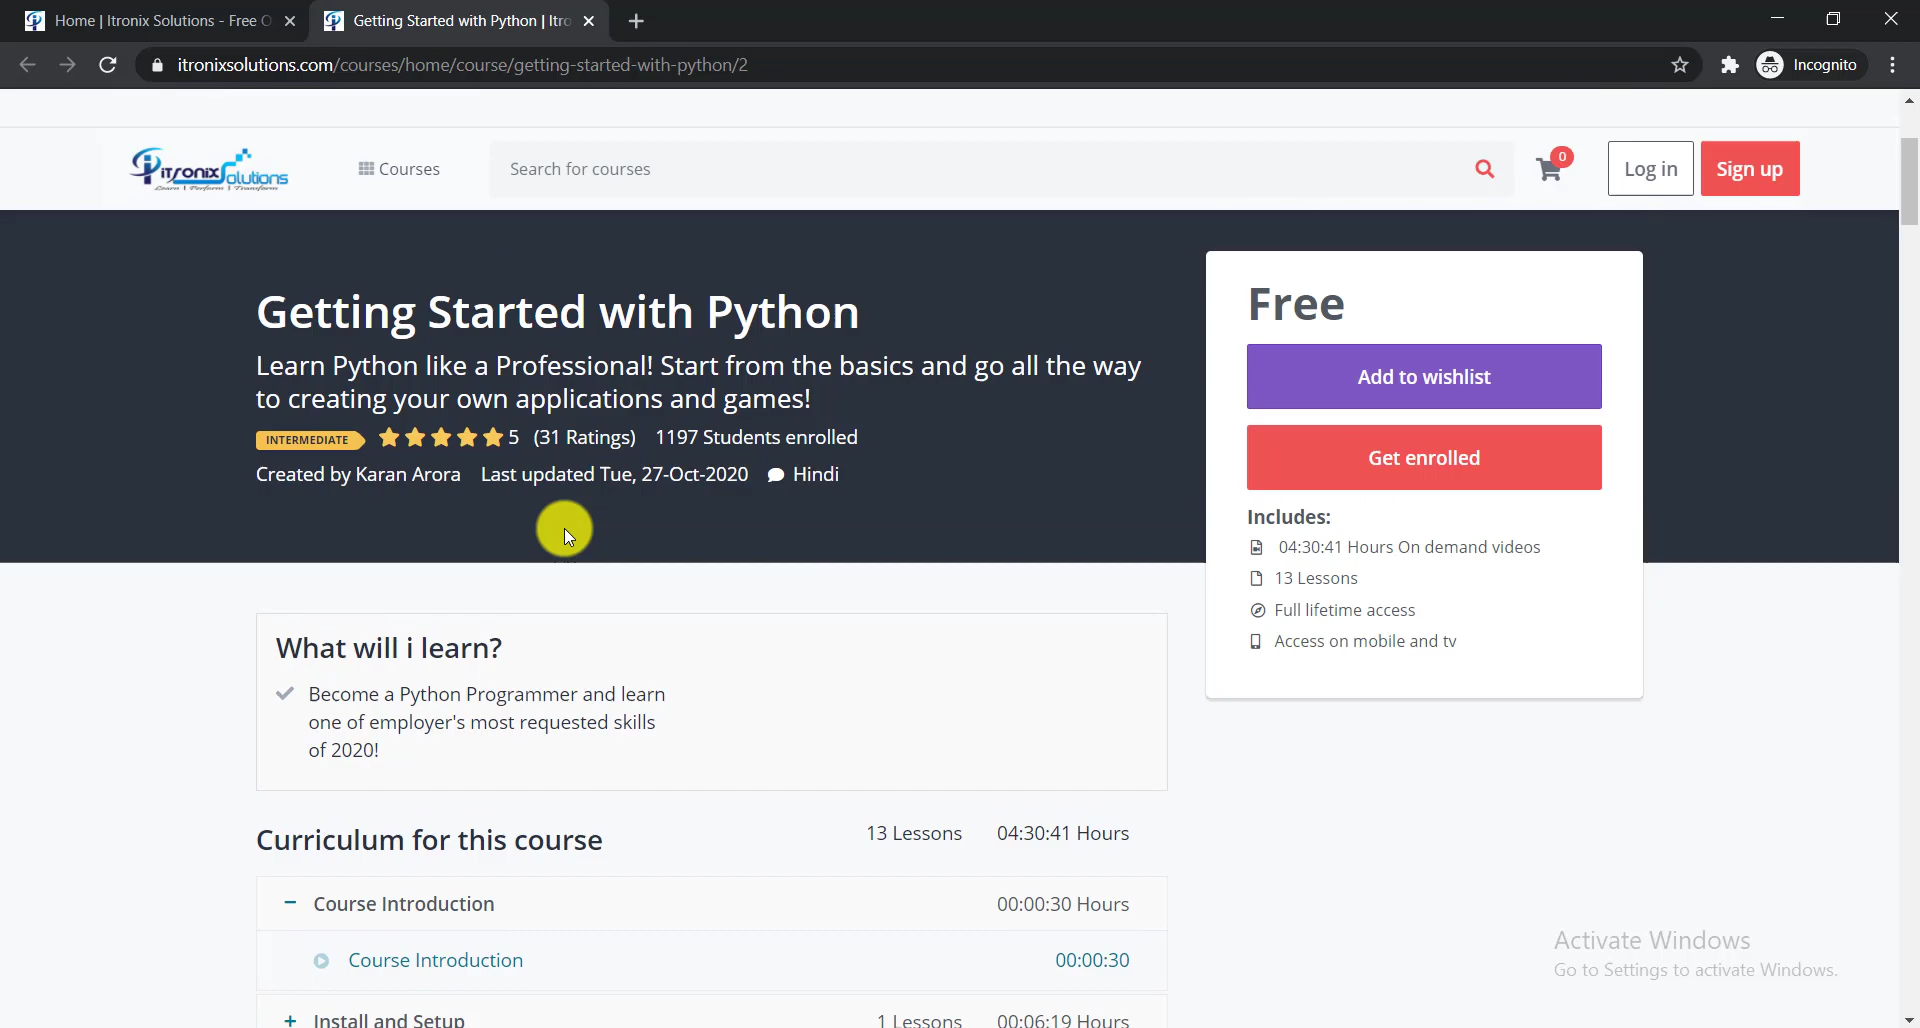 Home | Itronix Solutions - Free O
Getting Started with Python | Itro
itronixsolutions.com/courses/home/course/getting-started-with-python/2
Incognito
itronix Solutions
Learn | Perform | Transform
Courses
Search for courses
0
Log in
Sign up
Getting Started with Python
Learn Python like a Professional! Start from the basics and go all the way
to creating your own applications and games!
INTERMEDIATE 5 (31 Ratings) 1197 Students enrolled
Created by Karan Arora Last updated Tue, 27-Oct-2020 Hindi
Free
Add to wishlist
Get enrolled
Includes:
04:30:41 Hours On demand videos
13 Lessons
Full lifetime access
Access on mobile and tv
What will i learn?
Become a Python Programmer and learn
one of employer's most requested skills
of 2020!
Curriculum for this course 13 Lessons 04:30:41 Hours
− Course Introduction 00:00:30 Hours
Course Introduction 00:00:30
+ Install and Setup 1 Lessons 00:06:19 Hours
Activate Windows
Go to Settings to activate Windows.